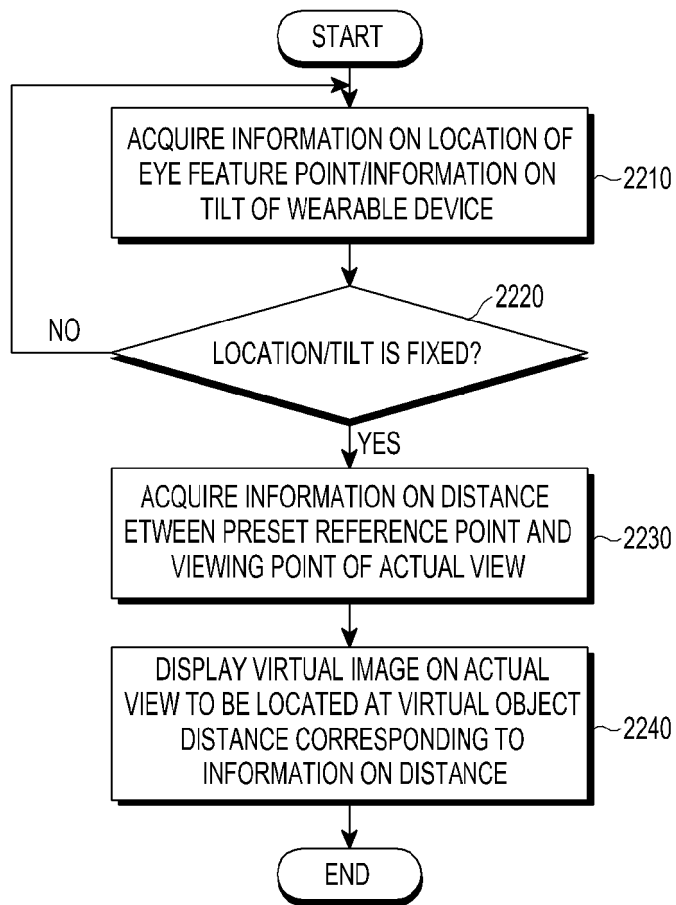 START
ACQUIRE INFORMATION ON LOCATION OF
EYE FEATURE POINT/INFORMATION ON
TILT OF WEARABLE DEVICE
2210
2220
LOCATION/TILT IS FIXED?
NO
YES
ACQUIRE INFORMATION ON DISTANCE
ETWEEN PRESET REFERENCE POINT AND
VIEWING POINT OF ACTUAL VIEW
2230
DISPLAY VIRTUAL IMAGE ON ACTUAL
VIEW TO BE LOCATED AT VIRTUAL OBJECT
DISTANCE CORRESPONDING TO
INFORMATION ON DISTANCE
2240
END